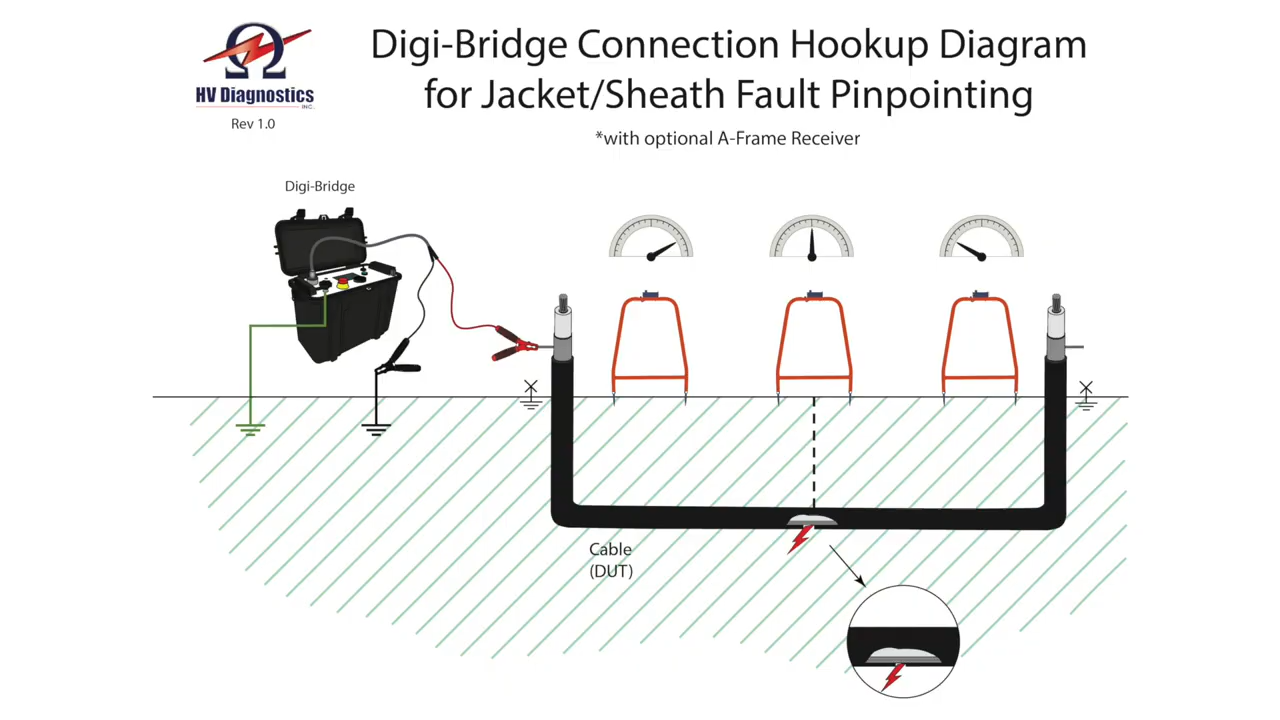 HV Diagnostics
INC.
Rev 1.0
Digi-Bridge Connection Hookup Diagram
for Jacket/Sheath Fault Pinpointing
*with optional A-Frame Receiver
Digi-Bridge
Cable
(DUT)